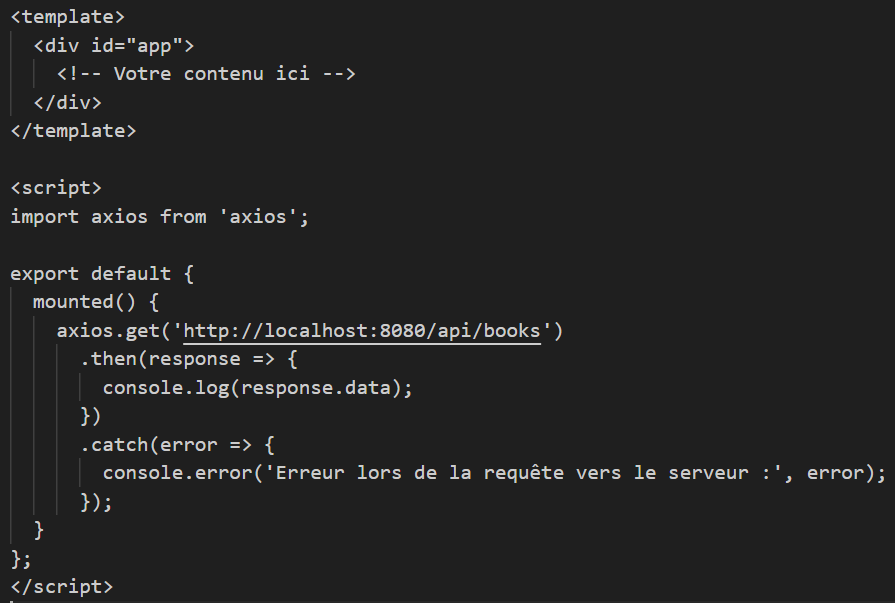 <template>
  <div id="app">
    <!-- Votre contenu ici -->
  </div>
</template>

<script>
import axios from 'axios';

export default {
  mounted() {
    axios.get('http://localhost:8080/api/books')
      .then(response => {
        console.log(response.data);
      })
      .catch(error => {
        console.error('Erreur lors de la requête vers le serveur :', error);
      });
  }
};
</script>